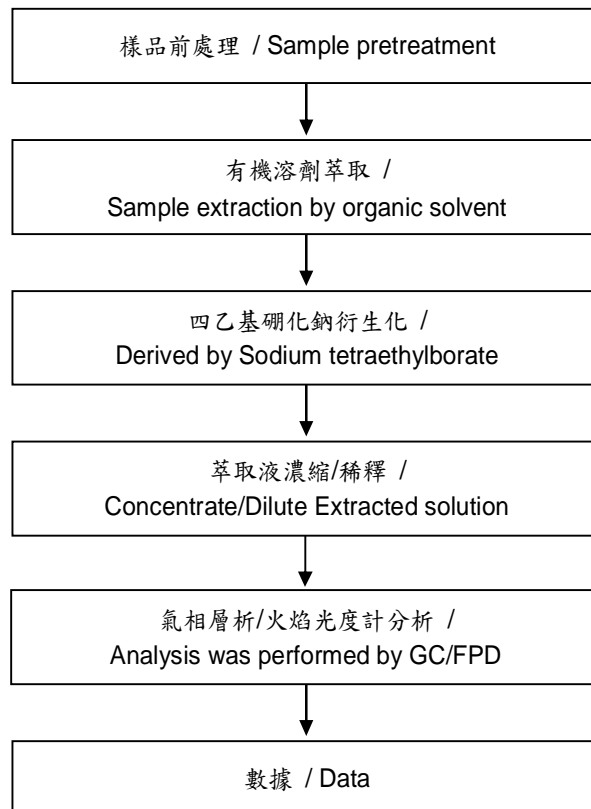 樣品前處理 / Sample pretreatment
有機溶劑萃取 /
Sample extraction by organic solvent
四乙基硼化鈉衍生化 /
Derived by Sodium tetraethylborate
萃取液濃縮/稀釋 /
Concentrate/Dilute Extracted solution
氣相層析/火焰光度計分析 /
Analysis was performed by GC/FPD
數據 / Data